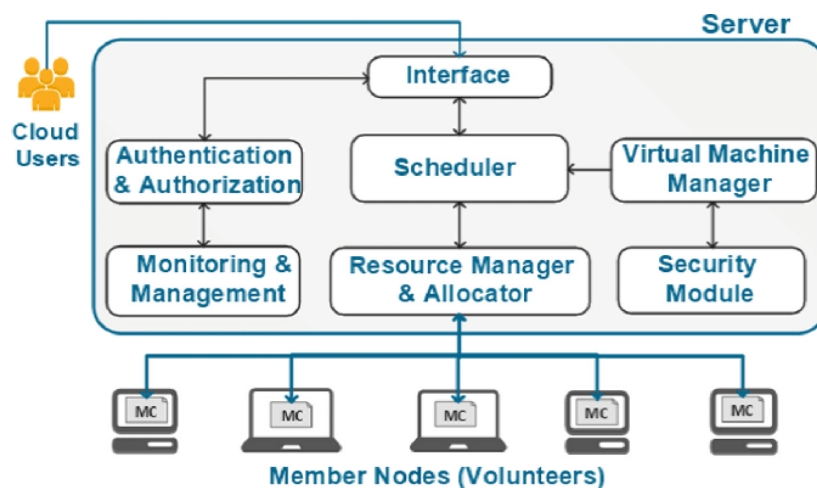 Server
Interface
Cloud
Users
Authentication
& Authorization
Scheduler
Virtual Machine
Manager
Monitoring &
Management
Resource Manager
& Allocator
Security
Module
MC
MC
MC
MC
MC
Member Nodes (Volunteers)